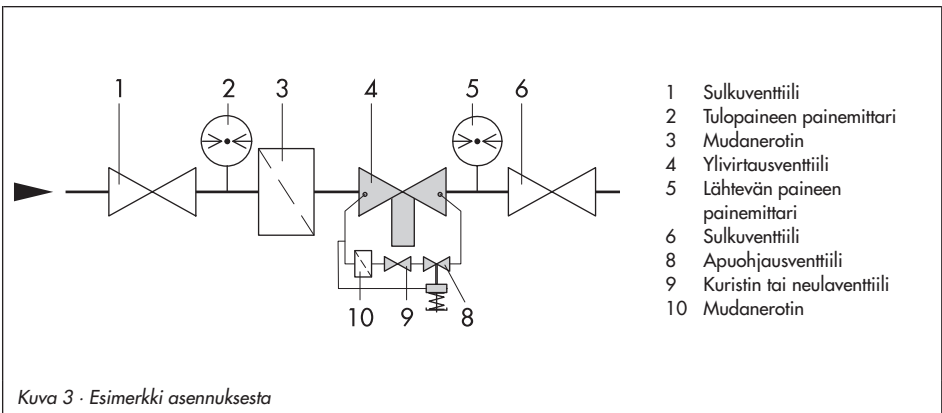 1 2 3 4 5 6
10 9 8
1 Sulkuventtiili
2 Tulopaineen painemittari
3 Mudanerotin
4 Ylivirtausventtiili
5 Lähtevän paineen
painemittari
6 Sulkuventtiili
8 Apuohjausventtiili
9 Kuristin tai neulaventtiili
10 Mudanerotin
Kuva 3 · Esimerkki asennuksesta